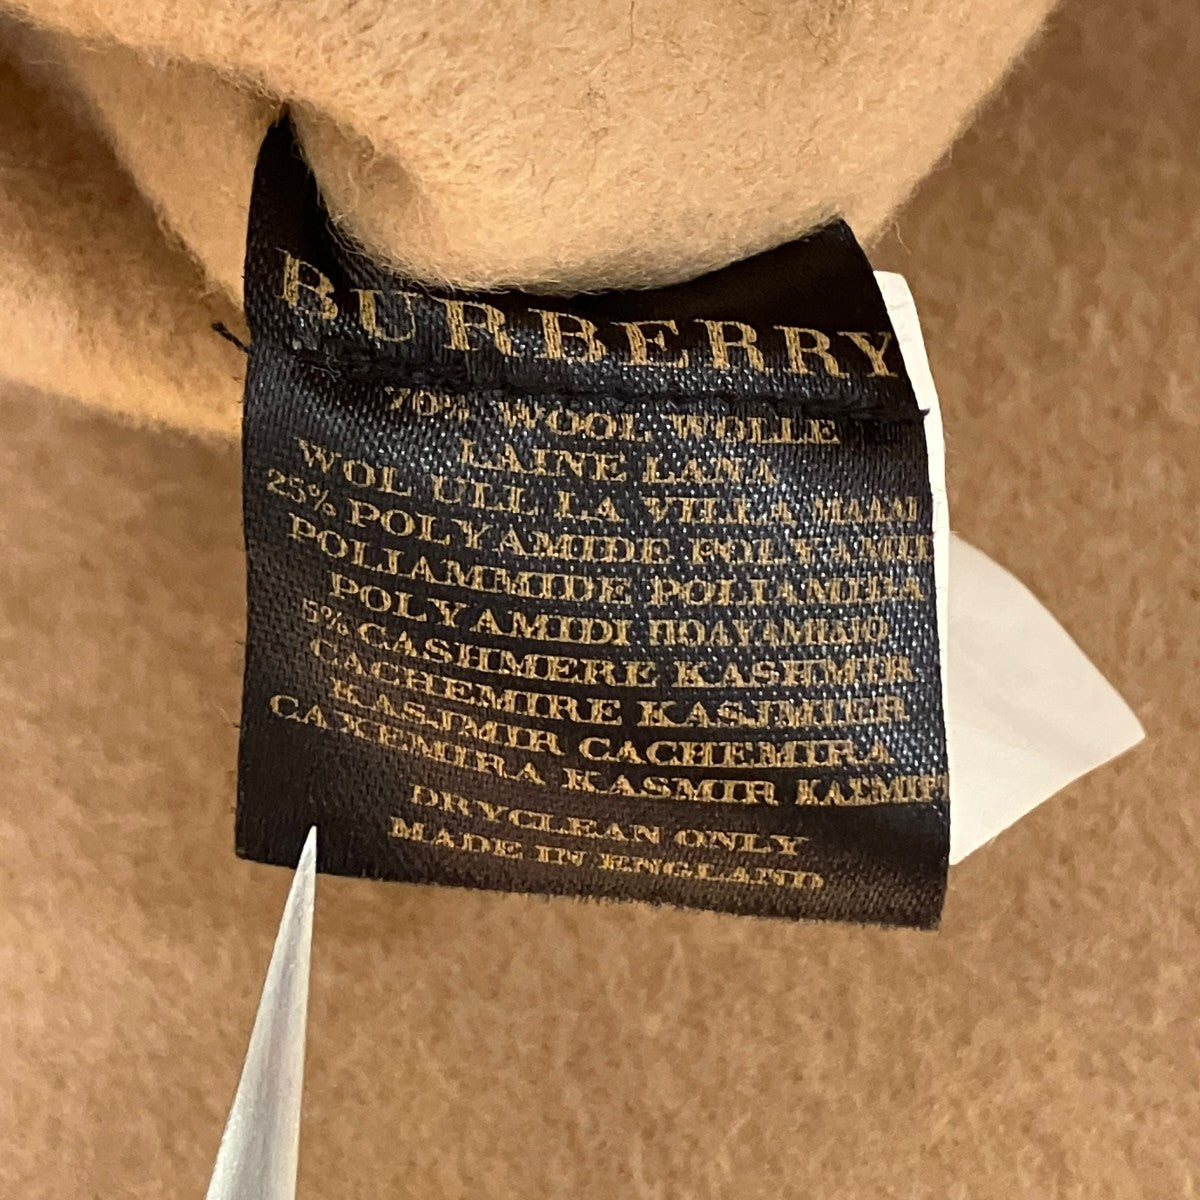 BURBERRY
70% WOOL WOLLE
LAINE LANA
WOL ULL LA VILLA
25% POLYAMIDE
POLIAMMIDE POLIAMIDA
POLYAMIDI
5% CASHMERE KASHMIR
CACHEMIRE KASJMIER
KASJMIR CACHEMIRA
CAXEMIRA KASMIR
DRYCLEAN ONLY
MADE IN ENGLAND